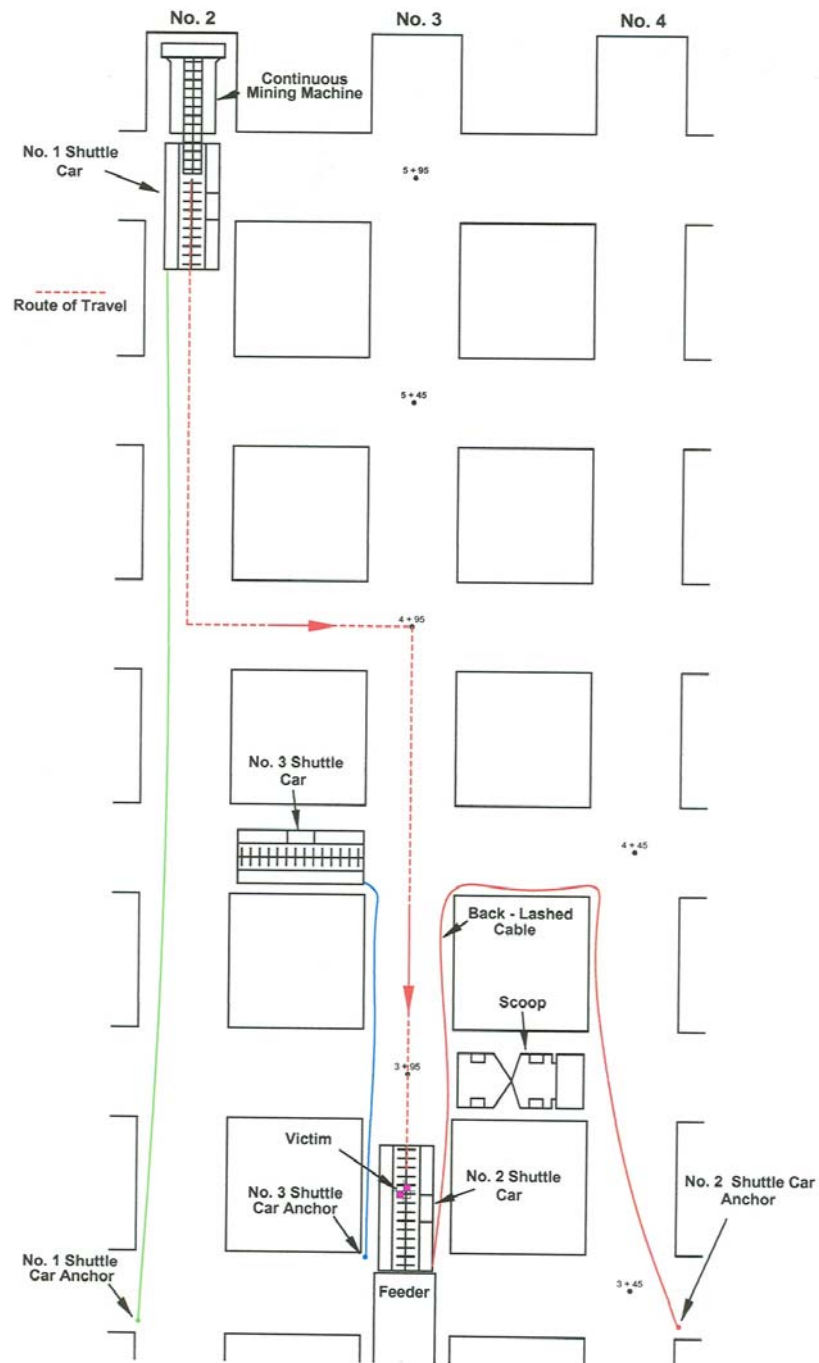 No. 2
No. 3
No. 4
Continuous
Mining Machine
No. 1 Shuttle
Car
5 + 95
Route of Travel
5 + 45
4 + 95
No. 3 Shuttle
Car
4 + 45
Back - Lashed
Cable
Scoop
3 + 95
Victim
No. 2 Shuttle
Car
No. 2 Shuttle Car
Anchor
No. 3 Shuttle
Car Anchor
No. 1 Shuttle
Car Anchor
Feeder
3 + 45